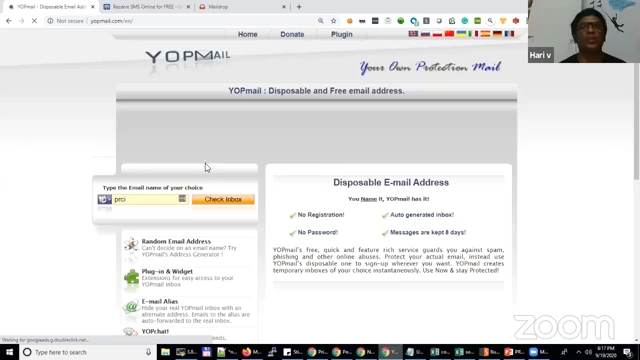 YOPmail - Disposable Email Addr
Receive SMS Online for FREE
Maildrop
Not secure | yopmail.com/en/
Home
Donate
Plugin
YOPMAIL
Your Own Protection Mail
Hari v
YOPmail : Disposable and Free email address.
Type the Email name of your choice
Check Inbox
Disposable E-mail Address
You Name it, YOPmail has it!
No Registration!
Auto generated inbox!
No Password!
Messages are kept 8 days!
YOPmail's free, quick and feature rich service guards you against spam,
phishing and other online abuses. Protect your actual email, instead use
YOPmail's disposable one to sign-up wherever you want. YOPmail creates
temporary inboxes of your choice instantaneously. Use Now & stay Protected!
Random Email Address
Can't decide on an email name? Try
YOPmail's Address Generator !
Plug-in & Widget
Extensions for easy access to your
YOPmail inbox
E-mail Alias
Hide your real YOPmail inbox with an
alternate address. Emails to the alias are
auto-forwarded to the real inbox.
YOPchat!
Waiting for googleads.g.doubleclick.net...
zoom
Type here to search
8:17 PM
9/19/2020